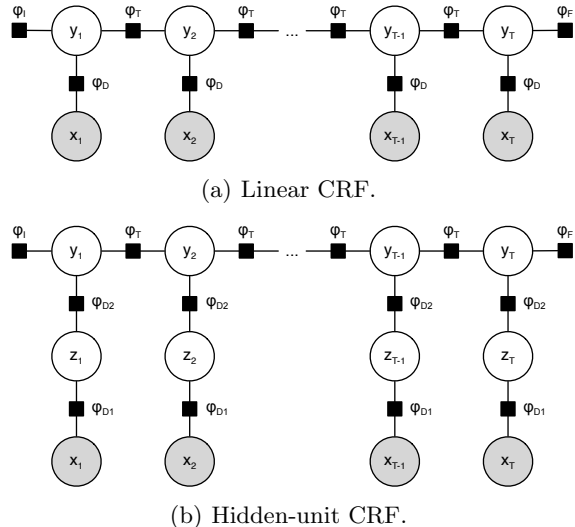 φI φT φT φT φT φF
y1 y2 ... yT-1 yT
φD φD φD φD
x1 x2 xT-1 xT
(a) Linear CRF.
φI φT φT φT φT φF
y1 y2 ... yT-1 yT
φD2 φD2 φD2 φD2
z1 z2 zT-1 zT
φD1 φD1 φD1 φD1
x1 x2 xT-1 xT
(b) Hidden-unit CRF.